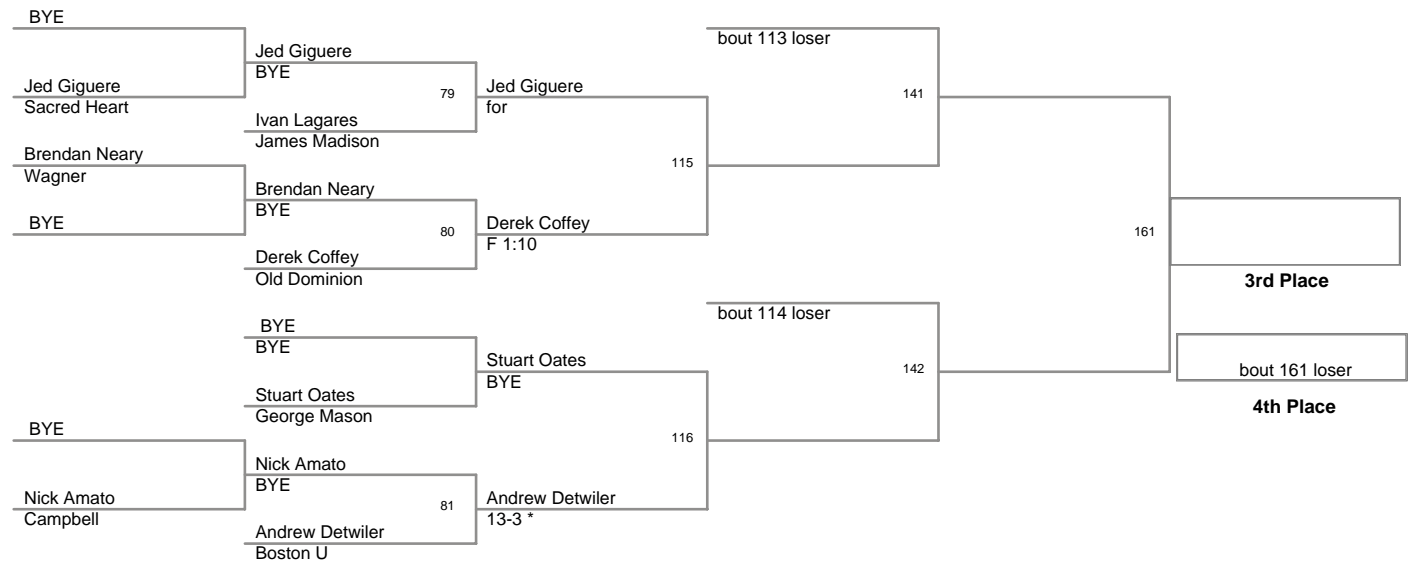 BYE
Jed Giguere
Sacred Heart
Brendan Neary
Wagner
BYE
BYE
Nick Amato
Campbell
Jed Giguere
BYE
79
Ivan Lagares
James Madison
Brendan Neary
BYE
80
Derek Coffey
Old Dominion
BYE
BYE
Stuart Oates
George Mason
Nick Amato
BYE
81
Andrew Detwiler
Boston U
Jed Giguere
for
115
Derek Coffey
F 1:10
Stuart Oates
BYE
116
Andrew Detwiler
13-3 *
bout 113 loser
141
bout 114 loser
142
161
3rd Place
bout 161 loser
4th Place